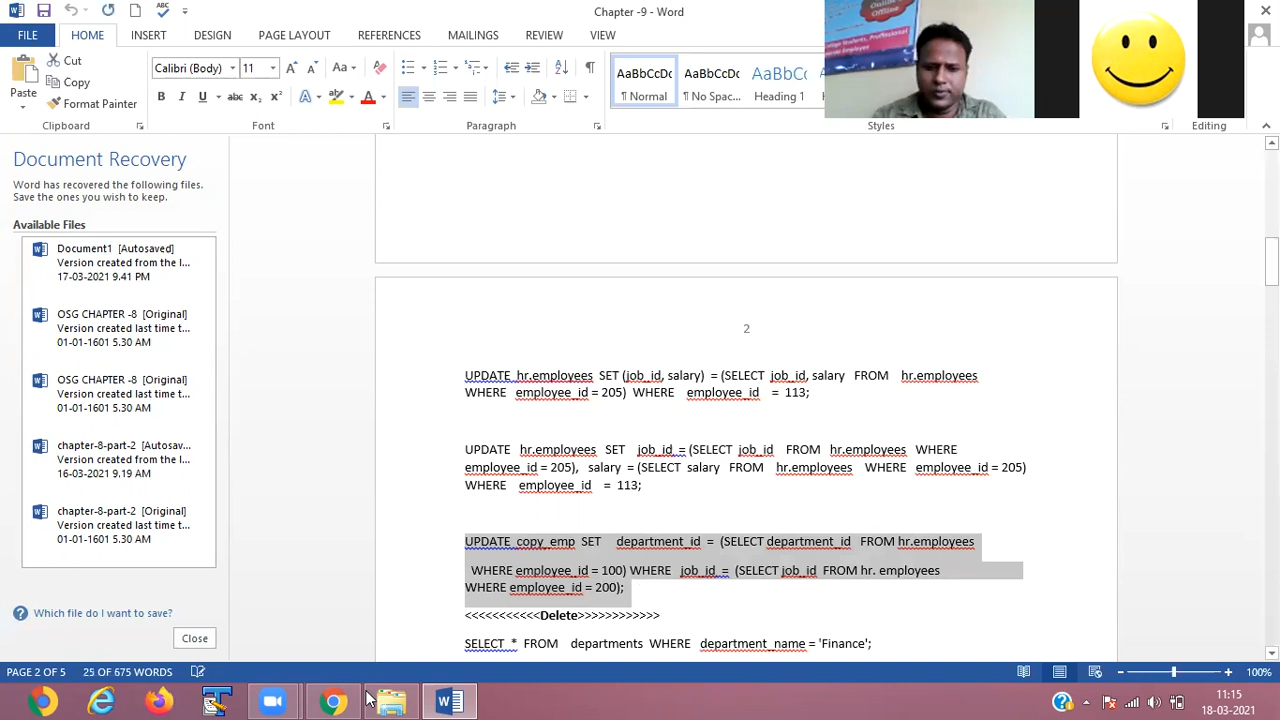 Chapter -9 - Word
FILE HOME INSERT DESIGN PAGE LAYOUT REFERENCES MAILINGS REVIEW VIEW
Paste
Cut
Copy
Format Painter
Calibri (Body) 11
AaBbCcDc AaBbCcDc AaBbCc
¶ Normal ¶ No Spac... Heading 1
Clipboard Font Paragraph Styles Editing
Online
Offline
College Students, Proffissional
Employee
Document Recovery
Word has recovered the following files.
Save the ones you wish to keep.
Available Files
Document1 [Autosaved]
Version created from the l...
17-03-2021 9.41 PM
OSG CHAPTER -8 [Original]
Version created last time t...
01-01-1601 5.30 AM
OSG CHAPTER -8 [Original]
Version created last time t...
01-01-1601 5.30 AM
chapter-8-part-2 [Autosav...
Version created from the l...
16-03-2021 9.19 AM
chapter-8-part-2 [Original]
Version created last time t...
01-01-1601 5.30 AM
Which file do I want to save?
Close
2
UPDATE hr.employees SET (job_id, salary) = (SELECT job_id, salary FROM hr.employees
WHERE employee_id = 205) WHERE employee_id = 113;
UPDATE hr.employees SET job_id = (SELECT job_id FROM hr.employees WHERE
employee_id = 205), salary = (SELECT salary FROM hr.employees WHERE employee_id = 205)
WHERE employee_id = 113;
UPDATE copy_emp SET department_id = (SELECT department_id FROM hr.employees
WHERE employee_id = 100) WHERE job_id = (SELECT job_id FROM hr. employees
WHERE employee_id = 200);
<<<<<<<<<<<Delete>>>>>>>>>>>>
SELECT * FROM departments WHERE department_name = 'Finance';
PAGE 2 OF 5 25 OF 675 WORDS 100%
11:15
18-03-2021